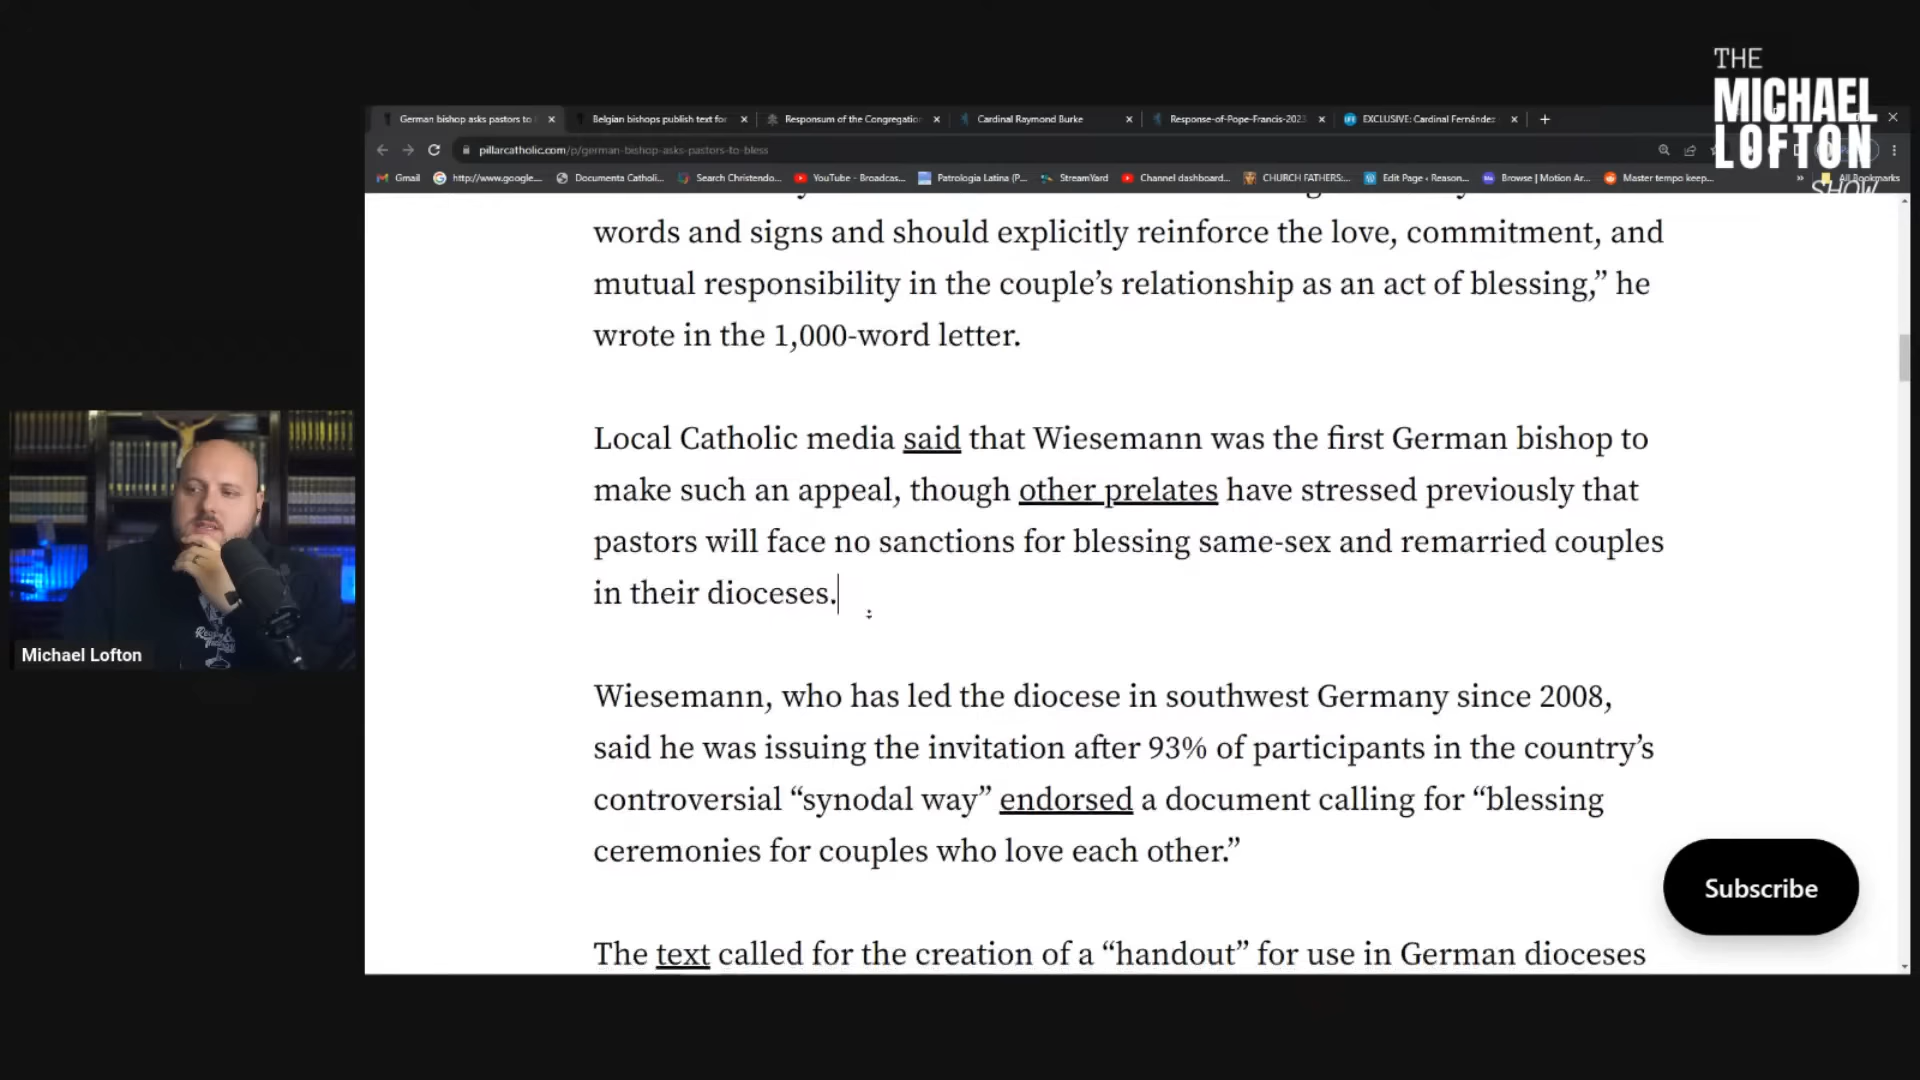 THE
MICHAEL
LOFTON
SHOW
German bishop asks pastors to
Belgian bishops publish text for
Responsum of the Congregation
Cardinal Raymond Burke
Response-of-Pope-Francis-2023
EXCLUSIVE: Cardinal Fernández
pillarcatholic.com/p/german-bishop-asks-pastors-to-bless
Gmail
http://www.google....
Documenta Catholi...
Search Christendo...
YouTube - Broadcas...
Patrologia Latina (P...
StreamYard
Channel dashboard...
CHURCH FATHERS:...
Edit Page ‹ Reason...
Browse | Motion Ar...
Master tempo keep...
»
All Bookmarks
words and signs and should explicitly reinforce the love, commitment, and
mutual responsibility in the couple’s relationship as an act of blessing,” he
wrote in the 1,000-word letter.
Local Catholic media said that Wiesemann was the first German bishop to
make such an appeal, though other prelates have stressed previously that
pastors will face no sanctions for blessing same-sex and remarried couples
in their dioceses.
Wiesemann, who has led the diocese in southwest Germany since 2008,
said he was issuing the invitation after 93% of participants in the country’s
controversial “synodal way” endorsed a document calling for “blessing
ceremonies for couples who love each other.”
The text called for the creation of a “handout” for use in German dioceses
Subscribe
Michael Lofton